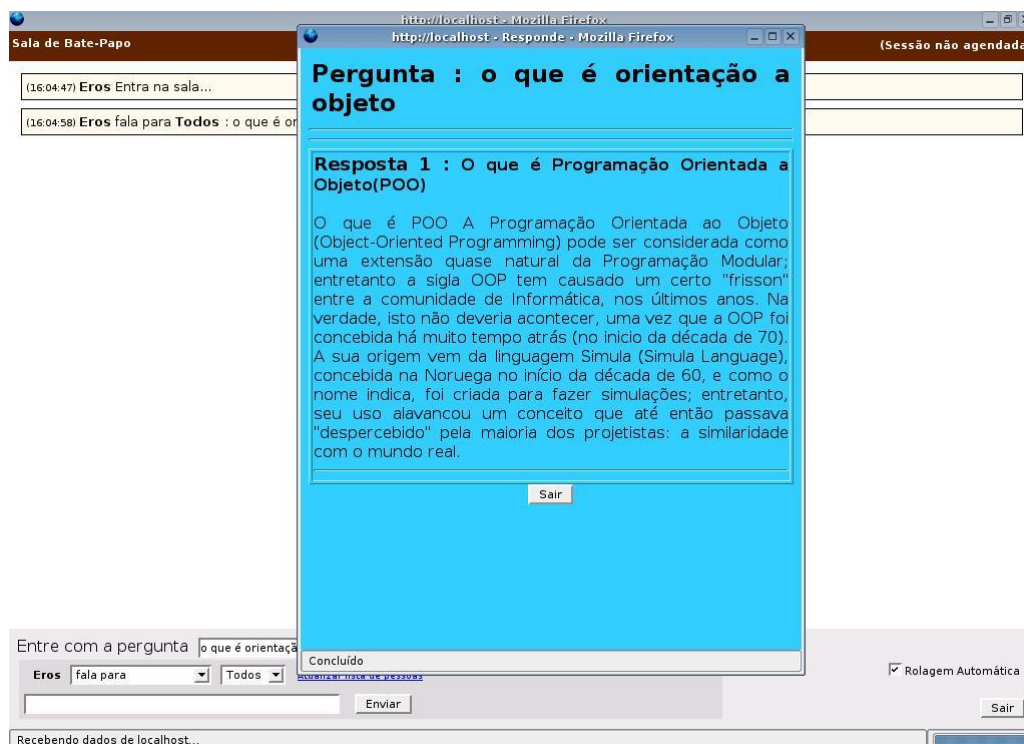 http://localhost - Mozilla Firefox
Sala de Bate-Papo
(Sessão não agendada
(16:04:47) Eros Entra na sala...
(16:04:58) Eros fala para Todos : o que é or
http://localhost - Responde - Mozilla Firefox
Pergunta : o que é orientação a
objeto
Resposta 1 : O que é Programação Orientada a
Objeto(POO)
O que é POO A Programação Orientada ao Objeto
(Object-Oriented Programming) pode ser considerada como
uma extensão quase natural da Programação Modular;
entretanto a sigla OOP tem causado um certo "frisson"
entre a comunidade de Informática, nos últimos anos. Na
verdade, isto não deveria acontecer, uma vez que a OOP foi
concebida há muito tempo atrás (no inicio da década de 70).
A sua origem vem da linguagem Simula (Simula Language),
concebida na Noruega no início da década de 60, e como o
nome indica, foi criada para fazer simulações; entretanto,
seu uso alavancou um conceito que até então passava
"despercebido" pela maioria dos projetistas: a similaridade
com o mundo real.
Sair
Concluído
Entre com a pergunta o que é orientaçã
Eros fala para Todos Atualizar lista de pessoas
Rolagem Automática
Enviar
Sair
Recebendo dados de localhost...